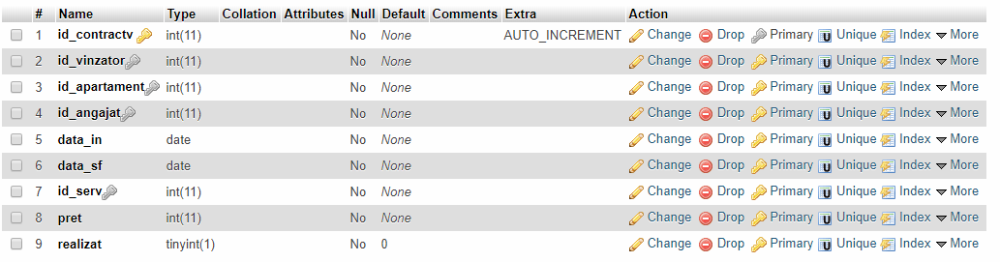 # Name Type Collation Attributes Null Default Comments Extra Action
1 id_contractv int(11) No None AUTO_INCREMENT Change Drop Primary Unique Index More
2 id_vinzator int(11) No None Change Drop Primary Unique Index More
3 id_apartament int(11) No None Change Drop Primary Unique Index More
4 id_angajat int(11) No None Change Drop Primary Unique Index More
5 data_in date No None Change Drop Primary Unique Index More
6 data_sf date No None Change Drop Primary Unique Index More
7 id_serv int(11) No None Change Drop Primary Unique Index More
8 pret int(11) No None Change Drop Primary Unique Index More
9 realizat tinyint(1) No 0 Change Drop Primary Unique Index More